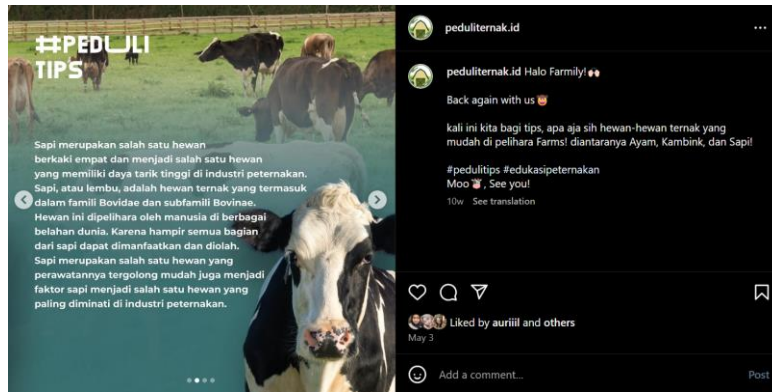 #PEDULI
TIPS
Sapi merupakan salah satu hewan
berkaki empat dan menjadi salah satu hewan
yang memiliki daya tarik tinggi di industri peternakan.
Sapi, atau lembu, adalah hewan ternak yang termasuk
dalam famili Bovidae dan subfamili Bovinae.
Hewan ini dipelihara oleh manusia di berbagai
belahan dunia. Karena hampir semua bagian
dari sapi dapat dimanfaatkan dan diolah.
Sapi merupakan salah satu hewan yang
perawatannya tergolong mudah juga menjadi
faktor sapi menjadi salah satu hewan yang
paling diminati di industri peternakan.
peduliternak.id
peduliternak.id Halo Farmily!🙌🏻
Back again with us🐮
kali ini kita bagi tips, apa aja sih hewan-hewan ternak yang
mudah di pelihara Farms! diantaranya Ayam, Kambink, dan Sapi!
#pedulitips #edukasipeternakan
Moo🐮, See you!
10w See translation
Liked by auriiil and others
May 3
Add a comment...
Post